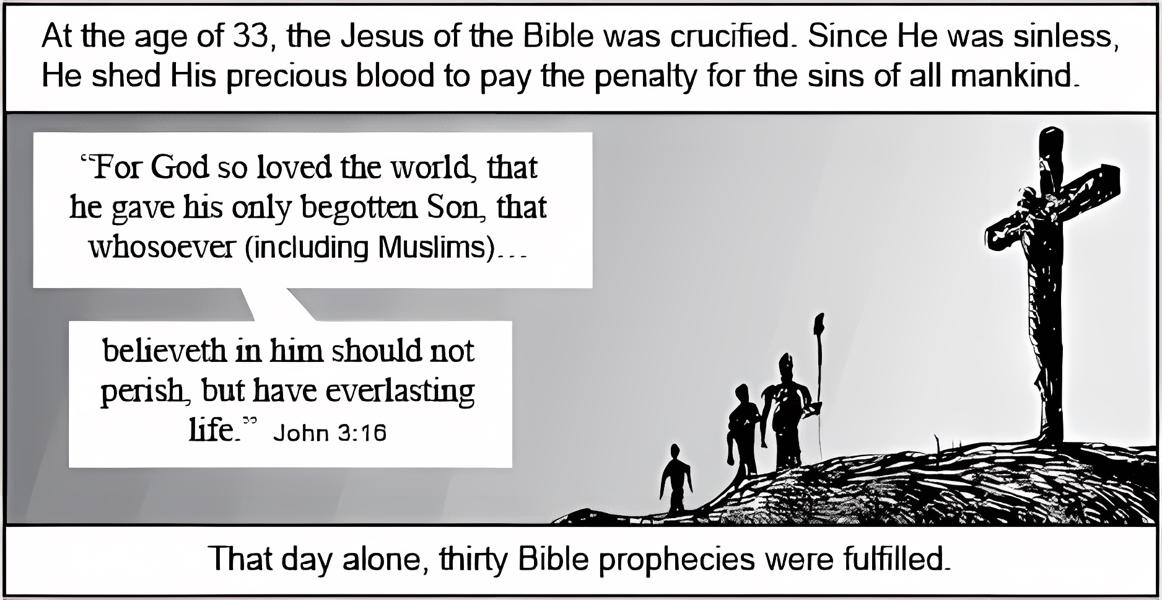 At the age of 33, the Jesus of the Bible was crucified. Since He was sinless,
He shed His precious blood to pay the penalty for the sins of all mankind.
“For God so loved the world, that
he gave his only begotten Son, that
whosoever (including Muslims)...
believeth in him should not
perish, but have everlasting
life.” John 3:16
That day alone, thirty Bible prophecies were fulfilled.